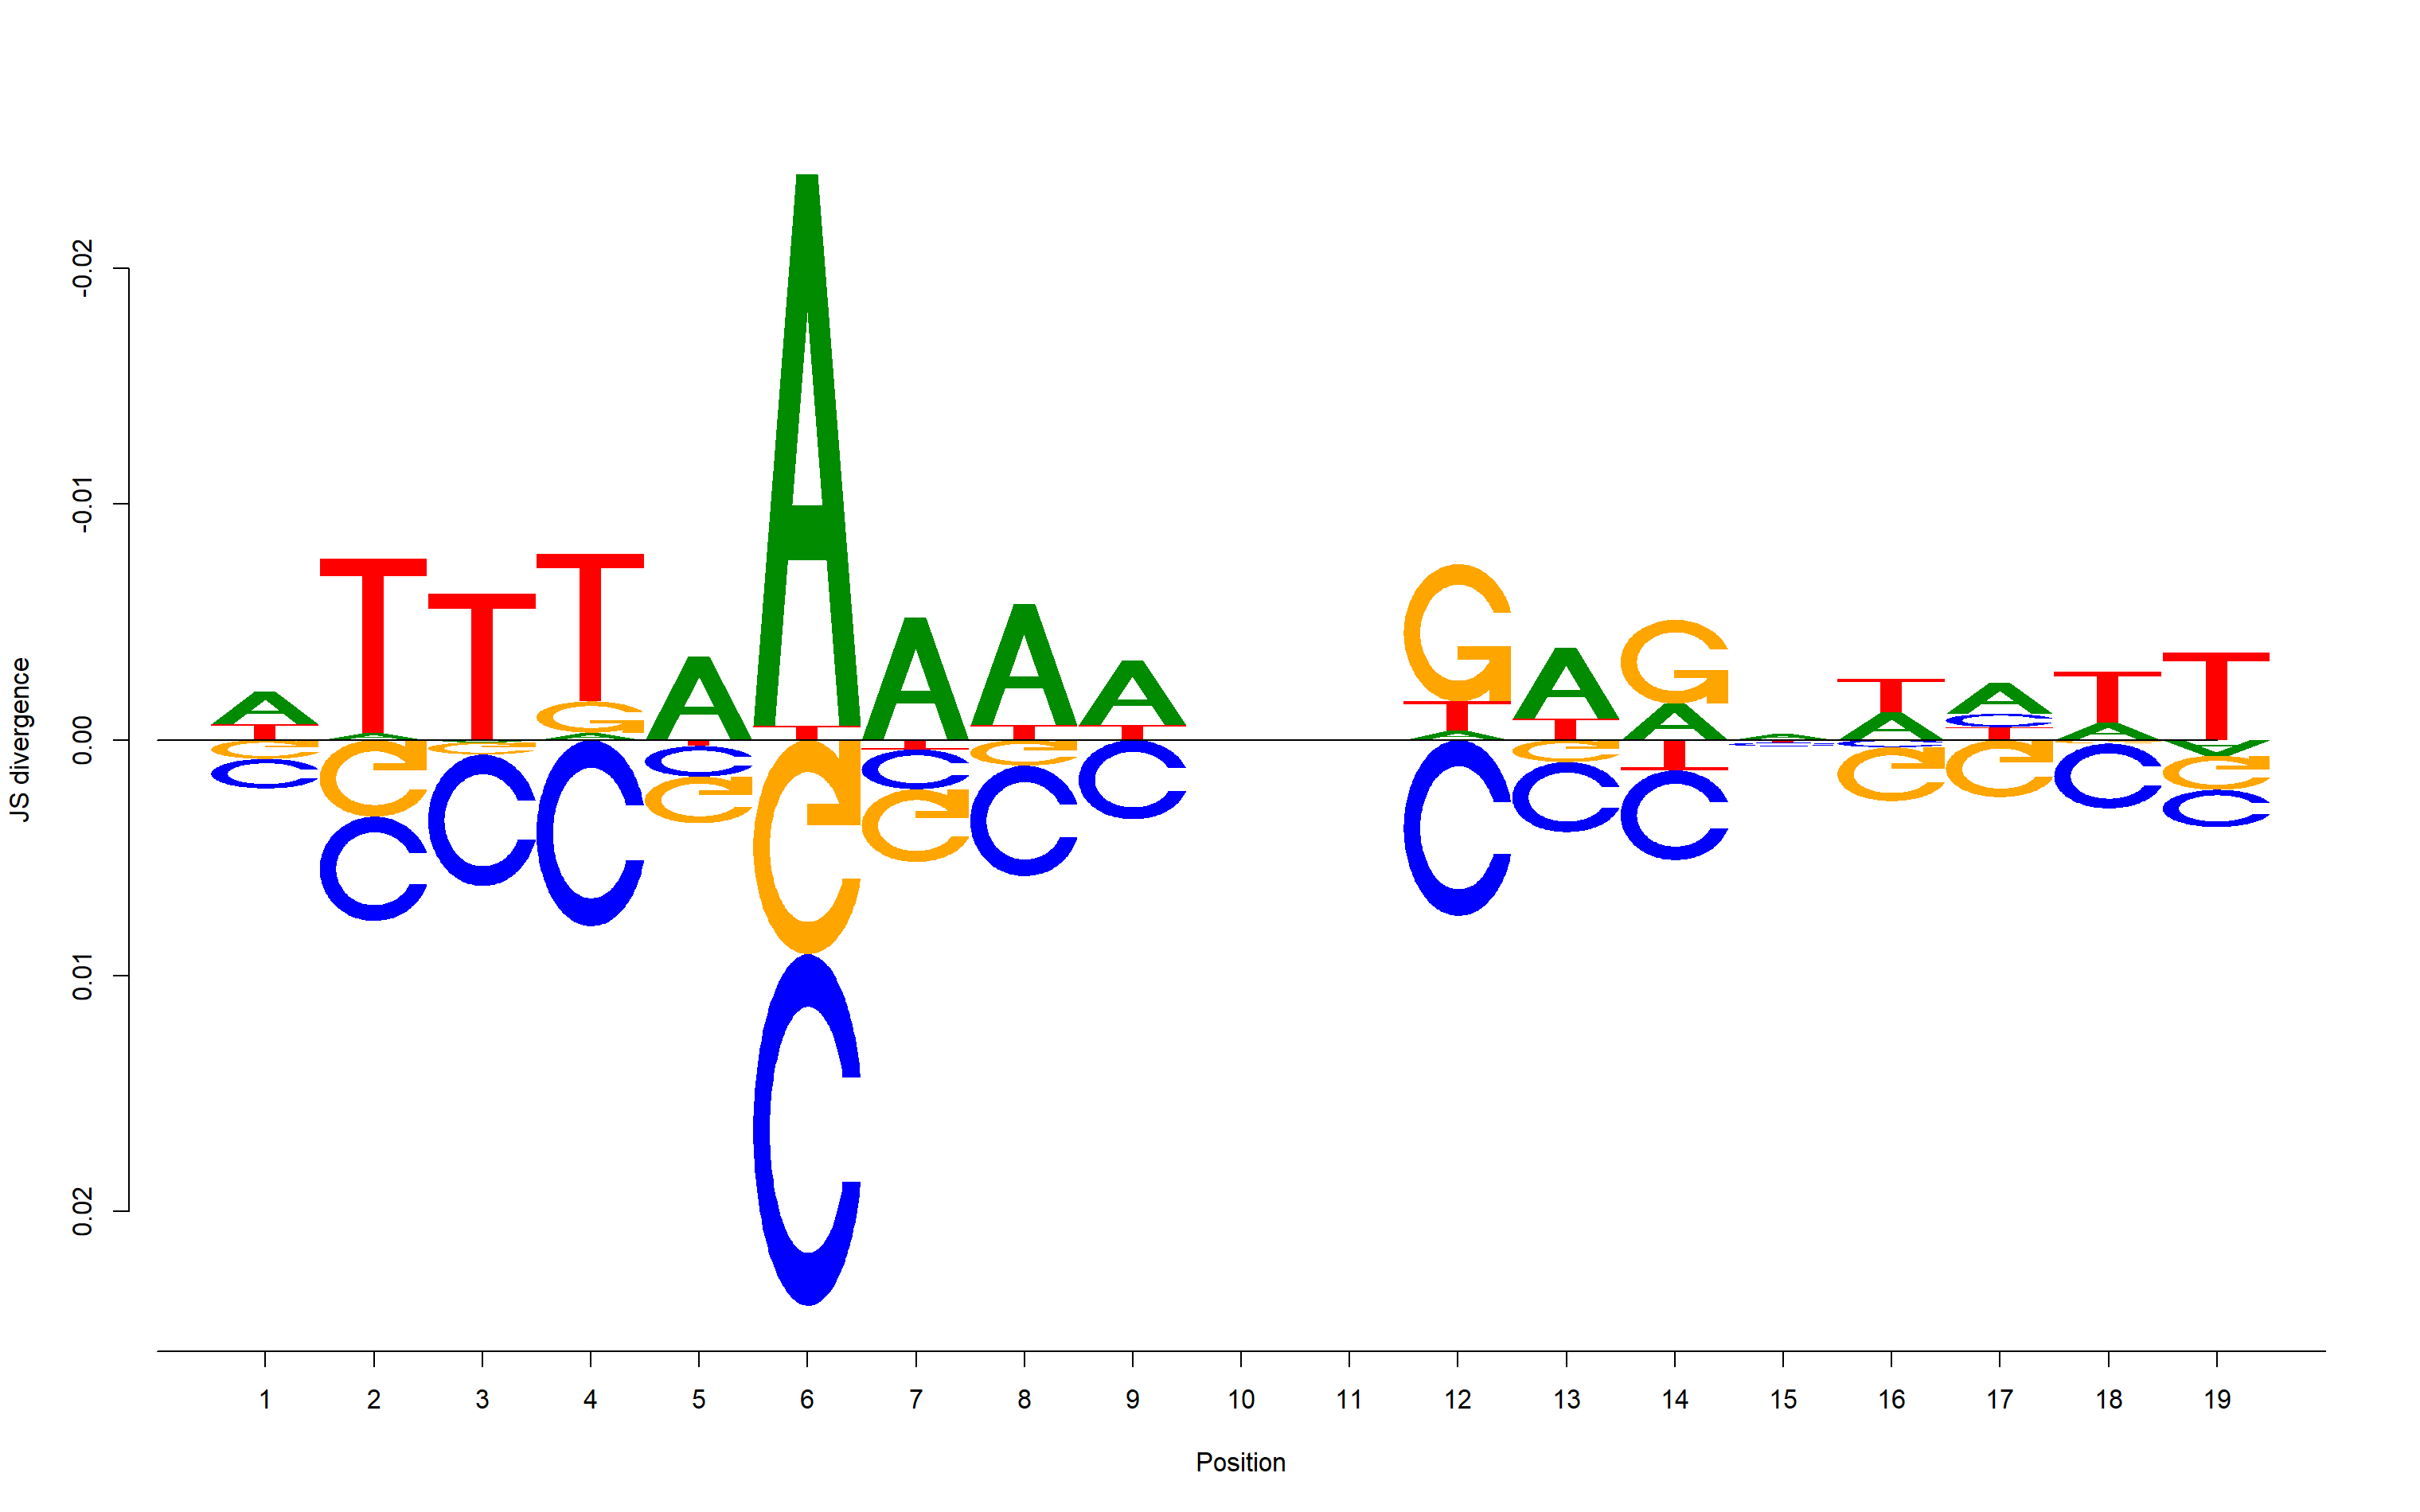 JS divergence
-0.02
-0.01
0.00
0.01
0.02
A T T T A A A A A G A G A T A T T
T A A G T T T T T T A A C A A
A T
G G G C T G T G C C G T C C G G A
C C C C G C C C C C C G C G
G C
1 2 3 4 5 6 7 8 9 10 11 12 13 14 15 16 17 18 19
Position